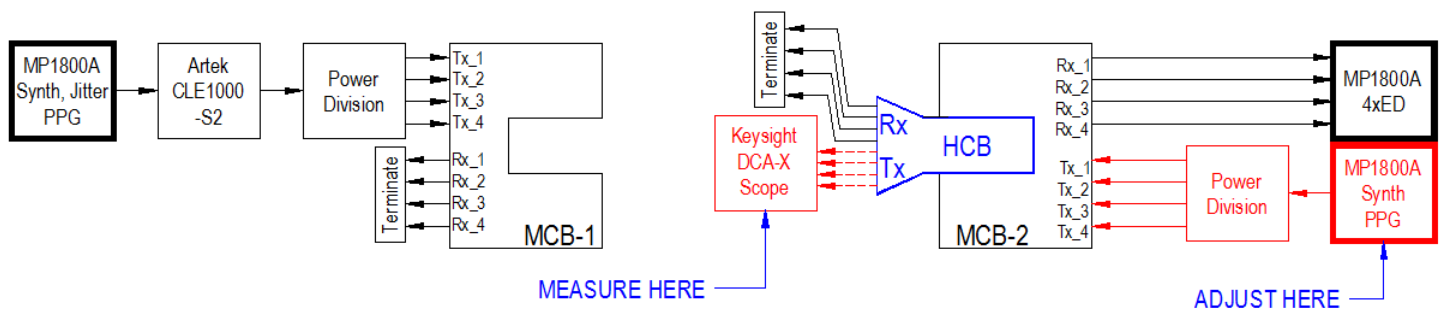 MP1800A
Synth, Jitter
PPG
Artek
CLE1000
-S2
Power
Division
Tx_1
Tx_2
Tx_3
Tx_4
Rx_1
Rx_2
Rx_3
Rx_4
Terminate
MCB-1
Terminate
Keysight
DCA-X
Scope
Rx
Tx
HCB
MCB-2
Rx_1
Rx_2
Rx_3
Rx_4
Tx_1
Tx_2
Tx_3
Tx_4
Power
Division
MP1800A
4xED
MP1800A
Synth
PPG
MEASURE HERE
ADJUST HERE